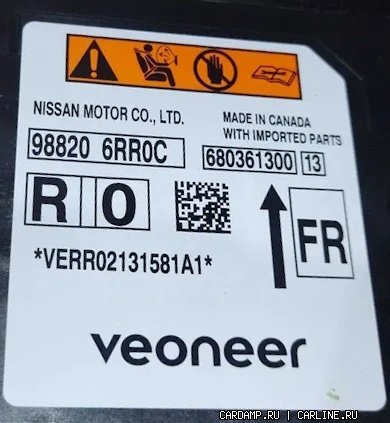 NISSAN MOTOR CO., LTD.
MADE IN CANADA
WITH IMPORTED PARTS
98820 6RR0C
680361300 13
R 0
FR
*VERR02131581A1*
veoneer
CARDAMP.RU | CARLINE.RU